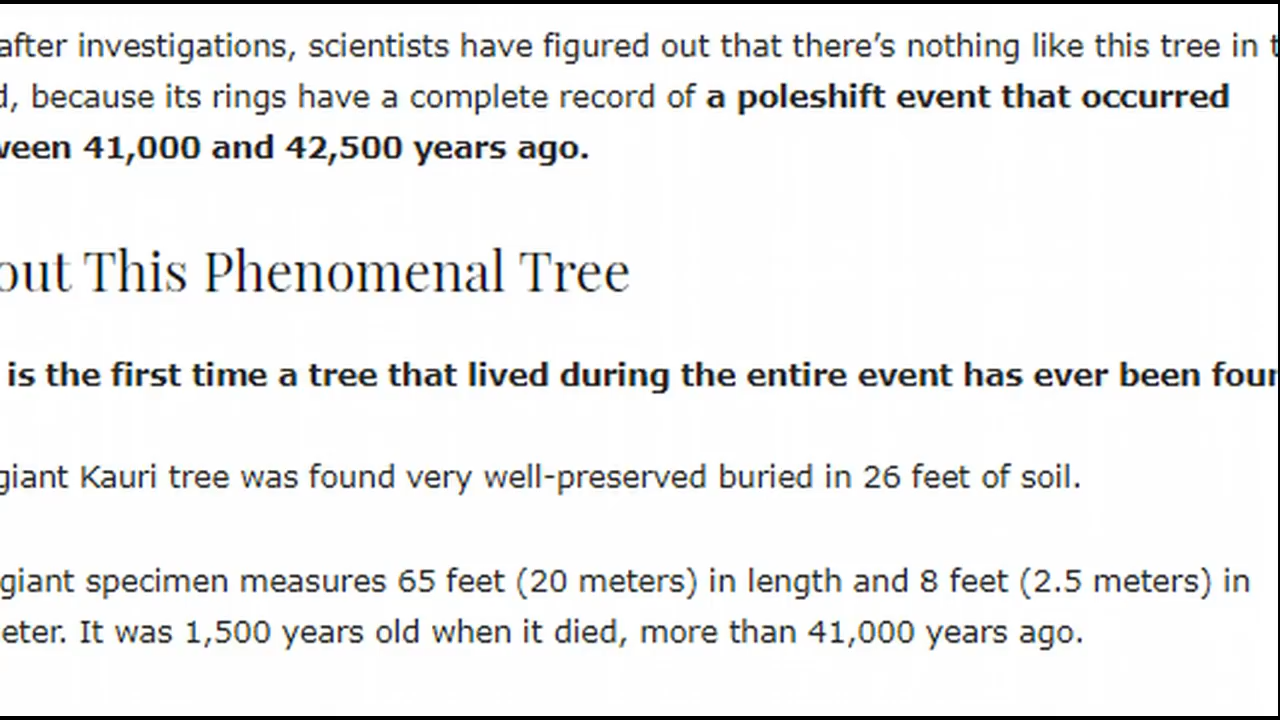 after investigations, scientists have figured out that there's nothing like this tree in t
d, because its rings have a complete record of a poleshift event that occurred
ween 41,000 and 42,500 years ago.
out This Phenomenal Tree
is the first time a tree that lived during the entire event has ever been four
giant Kauri tree was found very well-preserved buried in 26 feet of soil.
giant specimen measures 65 feet (20 meters) in length and 8 feet (2.5 meters) in
eter. It was 1,500 years old when it died, more than 41,000 years ago.